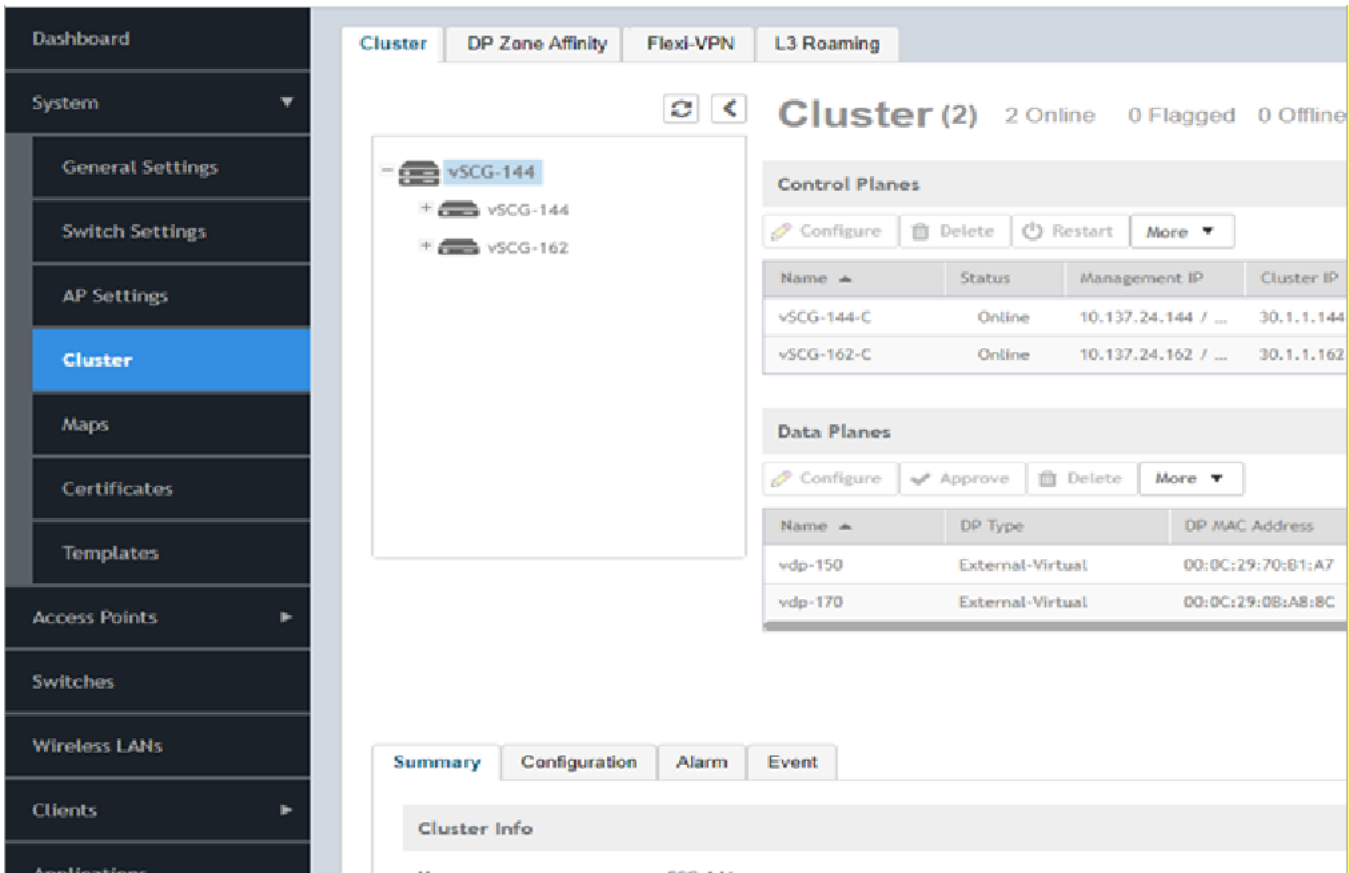 Dashboard
System
General Settings
Switch Settings
AP Settings
Cluster
Maps
Certificates
Templates
Access Points
Switches
Wireless LANs
Clients
Applications
Cluster DP Zone Affinity Flexi-VPN L3 Roaming
vSCG-144
vSCG-144
vSCG-162
Cluster (2) 2 Online 0 Flagged 0 Offline
Control Planes
Configure Delete Restart More
Name Status Management IP Cluster IP
vSCG-144-C Online 10.137.24.144 / ... 30.1.1.144
vSCG-162-C Online 10.137.24.162 / ... 30.1.1.162
Data Planes
Configure Approve Delete More
Name DP Type DP MAC Address
vdp-150 External-Virtual 00:0C:29:70:B1:A7
vdp-170 External-Virtual 00:0C:29:0B:A8:8C
Summary Configuration Alarm Event
Cluster Info